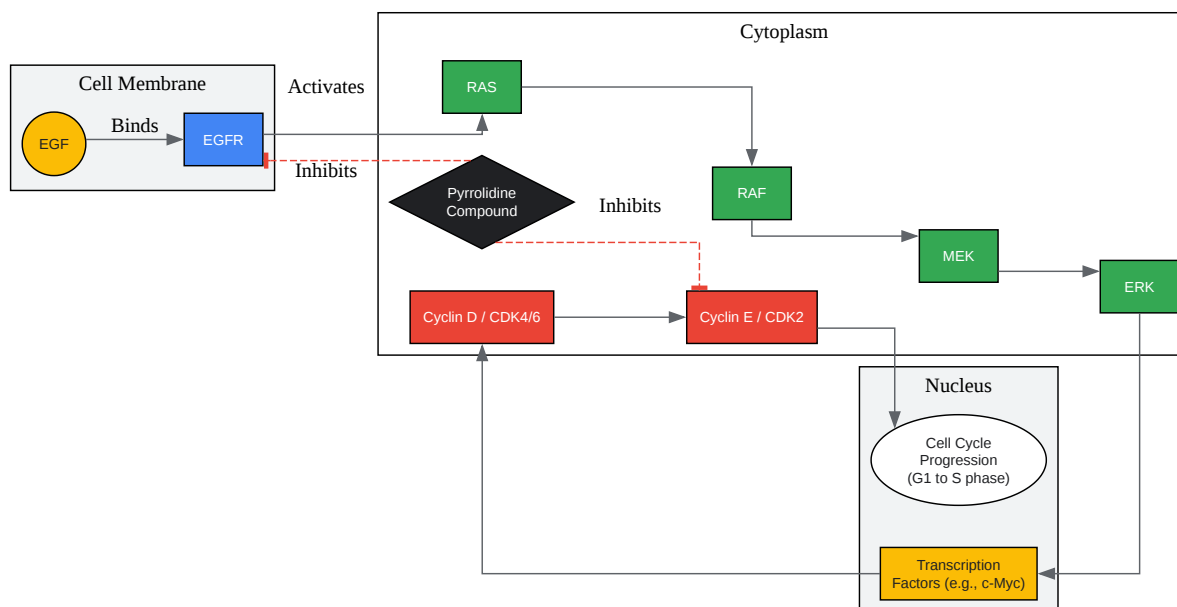 Cytoplasm
Cell Membrane
Activates
RAS
EGF
Binds
EGFR
Inhibits
Pyrrolidine
Compound
Inhibits
RAF
MEK
ERK
Cyclin D / CDK4/6
Cyclin E / CDK2
Nucleus
Cell Cycle
Progression
(G1 to S phase)
Transcription
Factors (e.g., c-Myc)